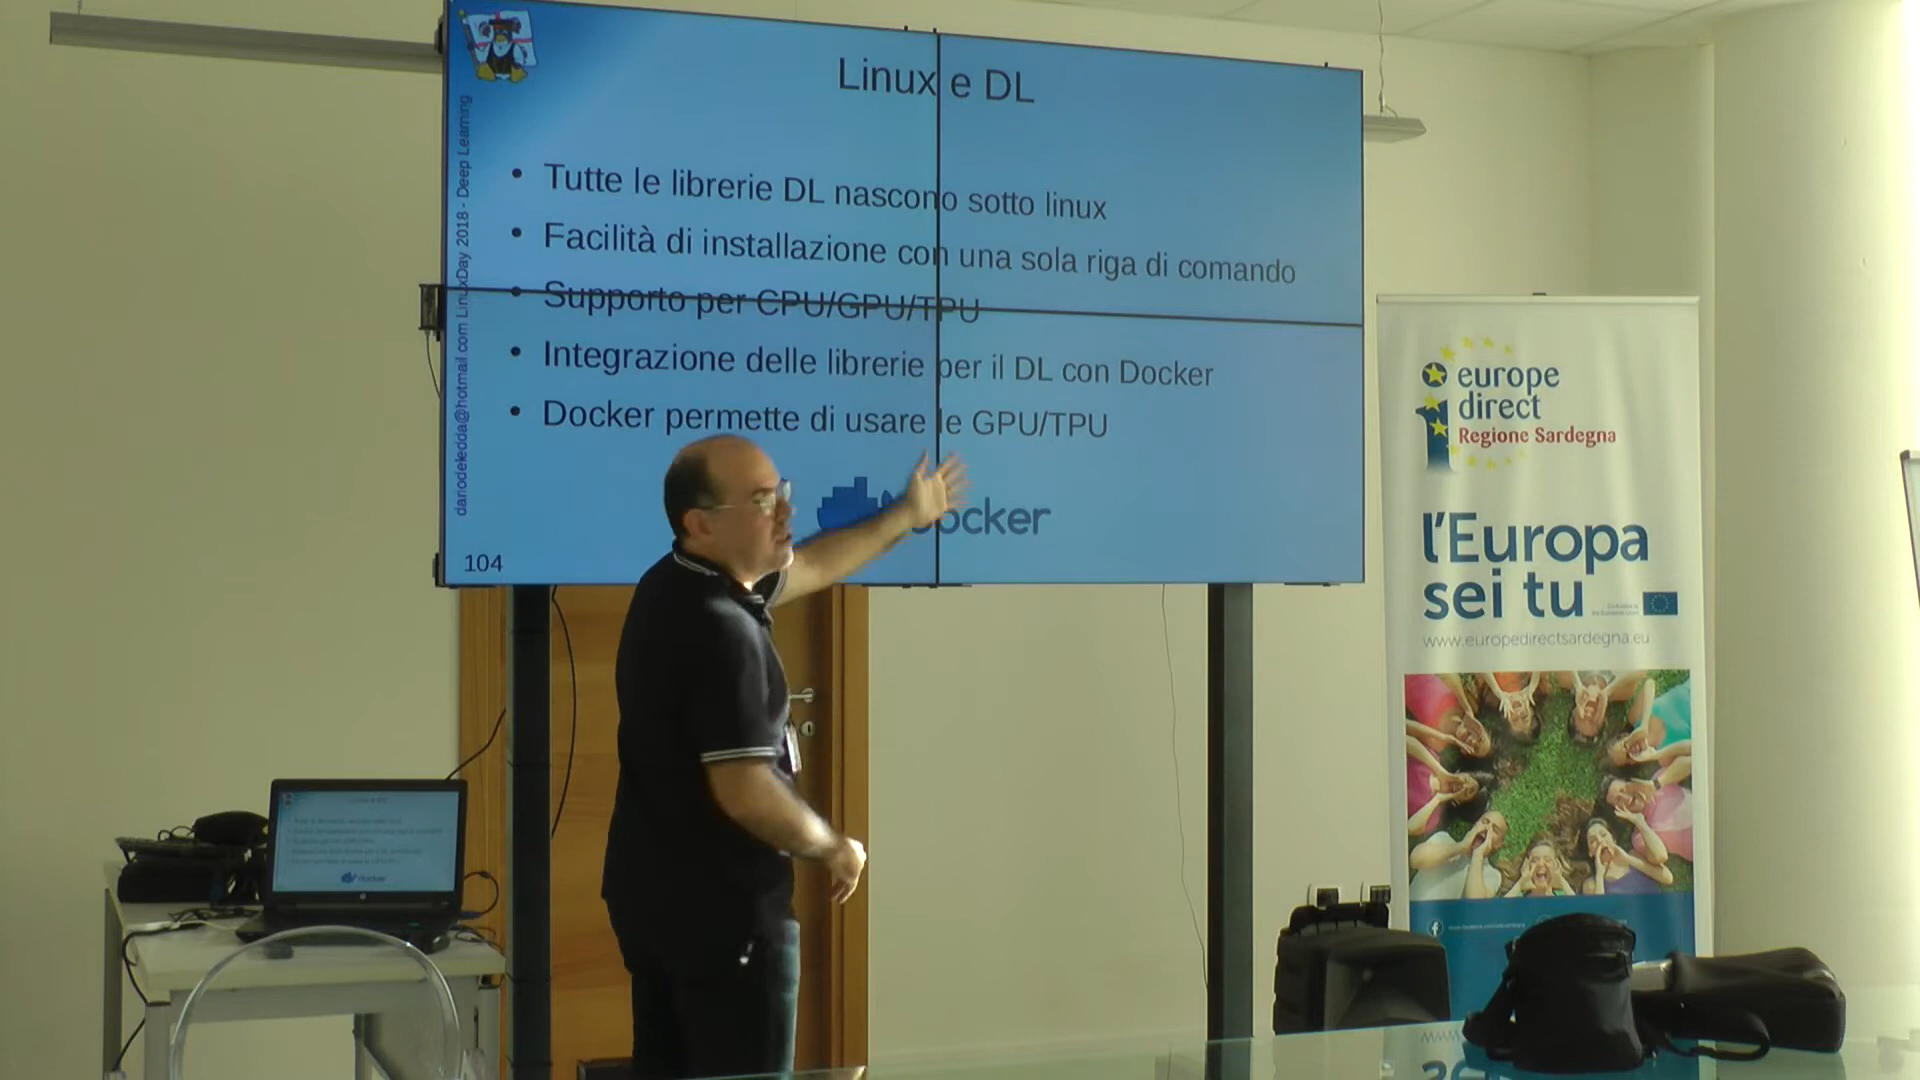 Linux e DL
Tutte le librerie DL nascono sotto linux
Facilità di installazione con una sola riga di comando
Supporto per CPU/GPU/TPU
Integrazione delle librerie per il DL con Docker
Docker permette di usare le GPU/TPU
docker
104
dariodeledda@hotmail.com LinuxDay 2018 - Deep Learning
europe
direct
Regione Sardegna
l'Europa
sei tu
www.europedirectsardegna.eu
docker